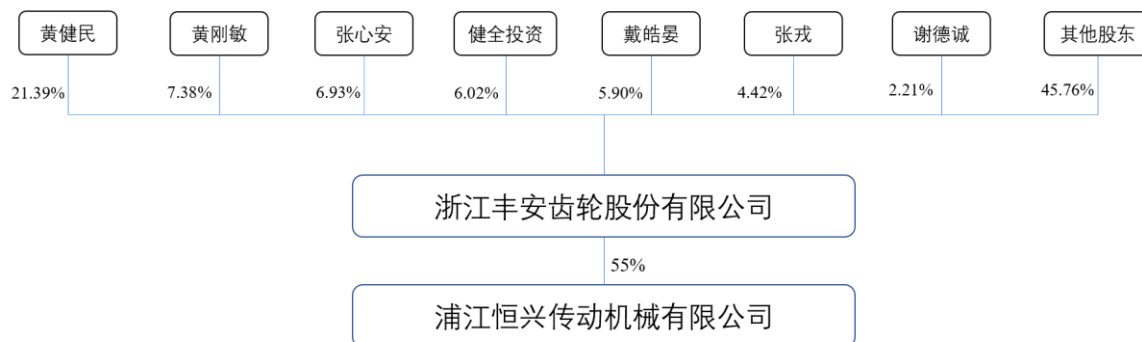 黄健民 黄刚敏 张心安 健全投资 戴皓晏 张戎 谢德诚 其他股东
21.39% 7.38% 6.93% 6.02% 5.90% 4.42% 2.21% 45.76%
浙江丰安齿轮股份有限公司
55%
浦江恒兴传动机械有限公司